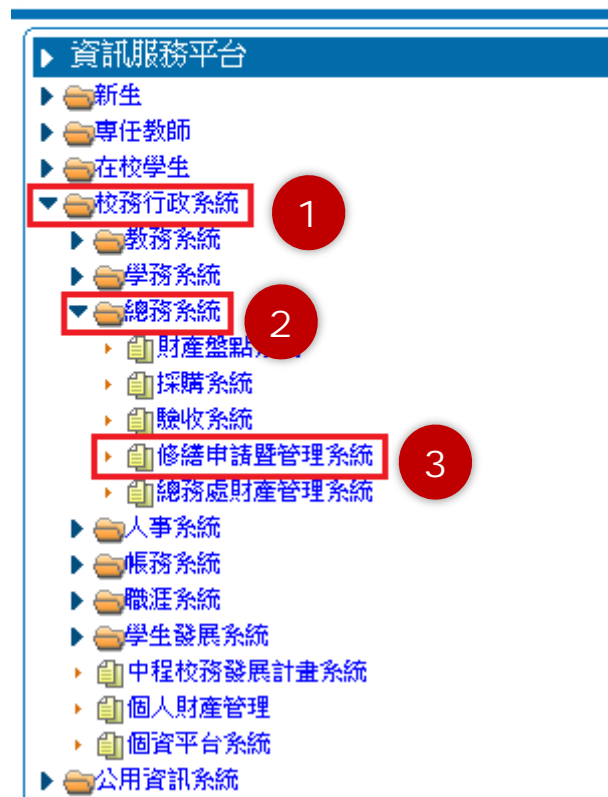 資訊服務平台
新生
專任教師
在校學生
校務行政系統
1
教務系統
學務系統
總務系統
2
財產盤點系統
採購系統
驗收系統
修繕申請暨管理系統
3
總務處財產管理系統
人事系統
帳務系統
職涯系統
學生發展系統
中程校務發展計畫系統
個人財產管理
個資平台系統
公用資訊系統